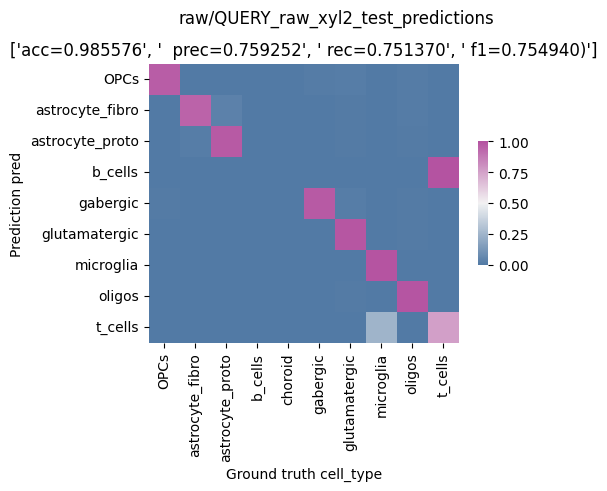 raw/QUERY_raw_xyl2_test_predictions
['acc=0.985576', '  prec=0.759252', ' rec=0.751370', ' f1=0.754940)']
OPCs
astrocyte_fibro
astrocyte_proto
b_cells
gabergic
glutamatergic
microglia
oligos
t_cells
Prediction pred
1.00
0.75
0.50
0.25
0.00
OPCs
astrocyte_fibro
astrocyte_proto
b_cells
choroid
gabergic
glutamatergic
microglia
oligos
t_cells
Ground truth cell_type